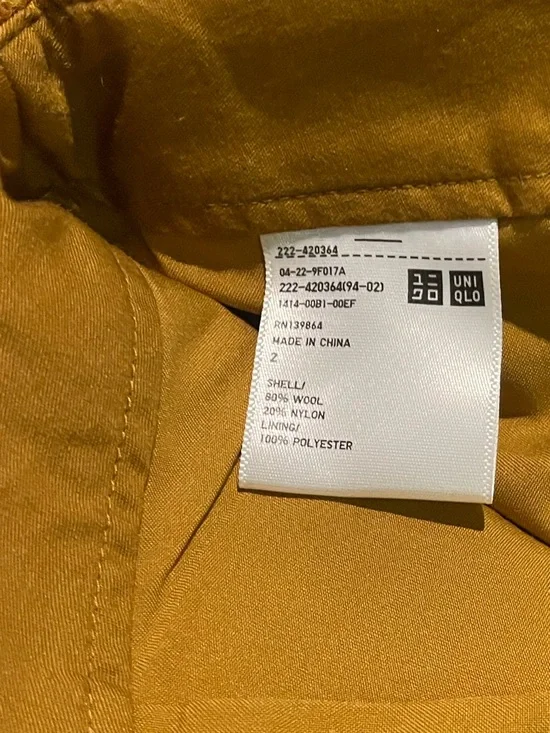 222-420364
04-22-9F017A
222-420364(94-02)
1414-00B1-00EF
ユニ
クロ
UNI
QLO
RN139864
MADE IN CHINA
2
SHELL/
80% WOOL
20% NYLON
LINING/
100% POLYESTER